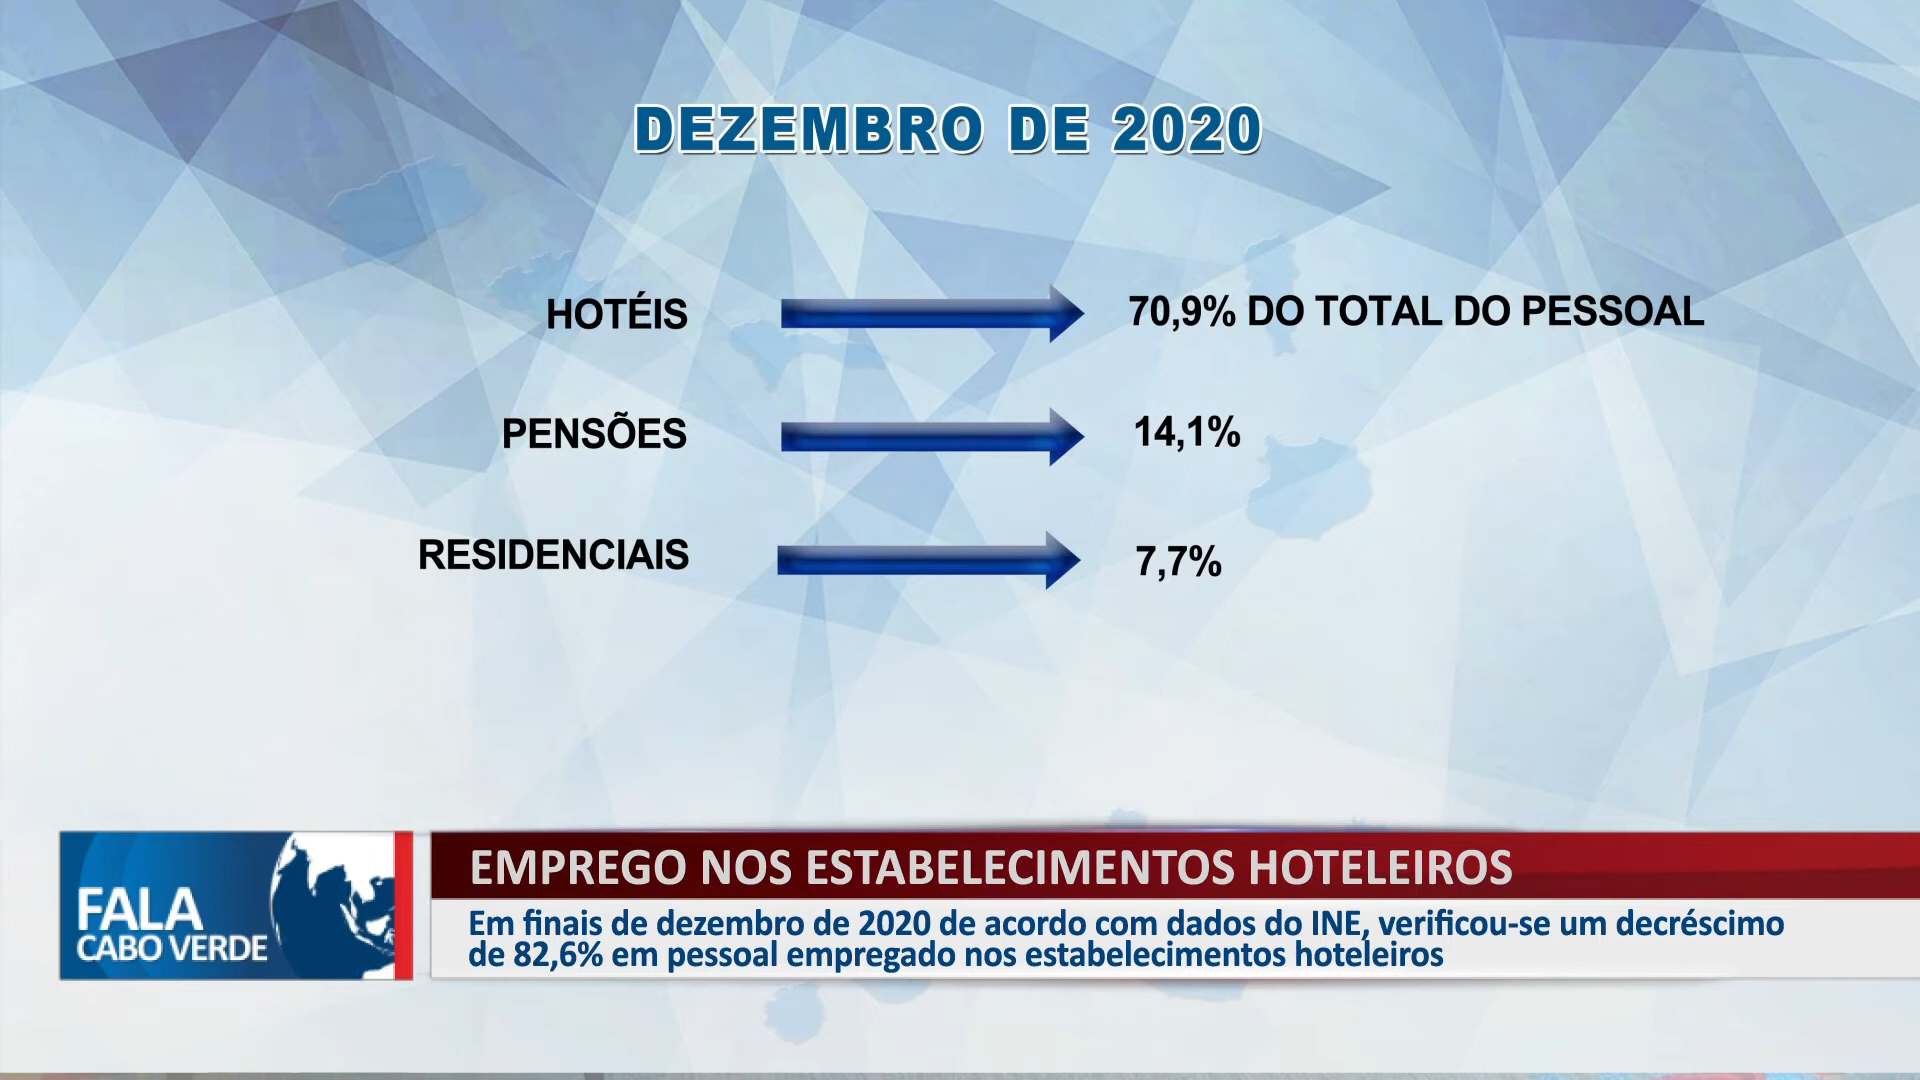 DEZEMBRO DE 2020
HOTÉIS 70,9% DO TOTAL DO PESSOAL
PENSÕES 14,1%
RESIDENCIAIS 7,7%
EMPREGO NOS ESTABELECIMENTOS HOTELEIROS
FALA
CABO VERDE
Em finais de dezembro de 2020 de acordo com dados do INE, verificou-se um decréscimo
de 82,6% em pessoal empregado nos estabelecimentos hoteleiros